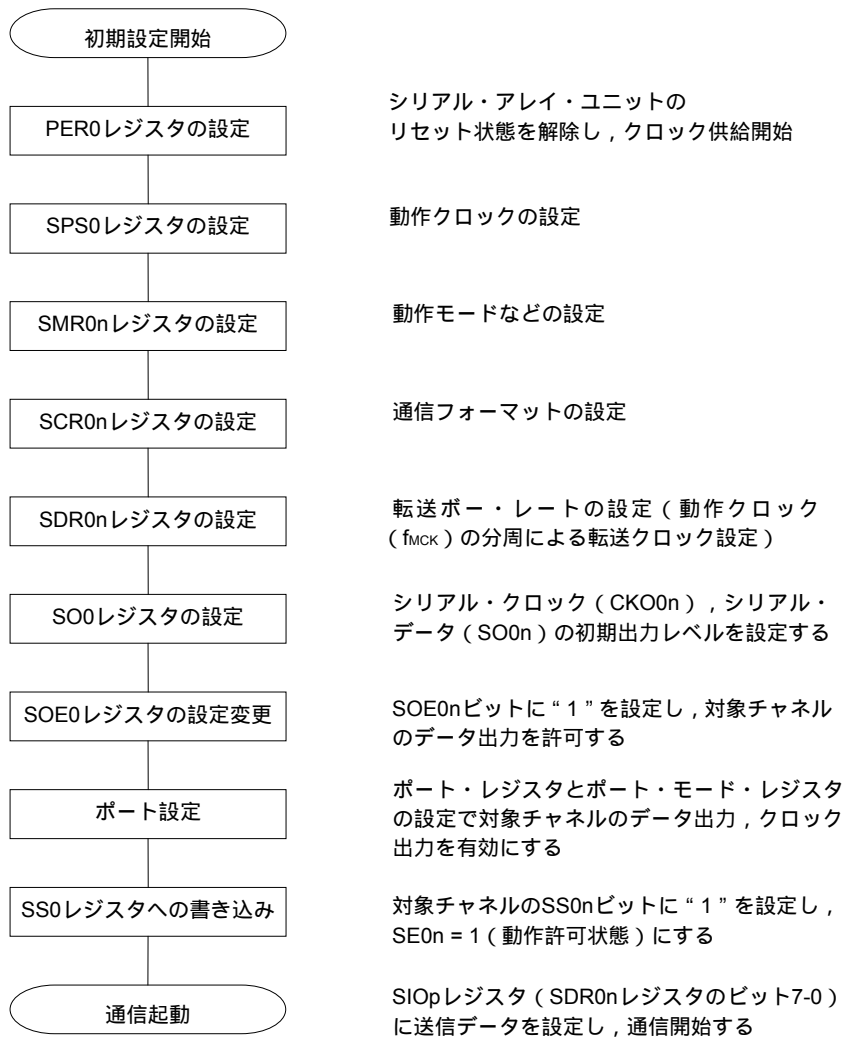 初期設定開始
PER0レジスタの設定
シリアル・アレイ・ユニットの
リセット状態を解除し，クロック供給開始
SPS0レジスタの設定
動作クロックの設定
SMR0nレジスタの設定
動作モードなどの設定
SCR0nレジスタの設定
通信フォーマットの設定
SDR0nレジスタの設定
転送ボー・レートの設定（動作クロック
（fMCK）の分周による転送クロック設定）
SO0レジスタの設定
シリアル・クロック（CKO0n），シリアル・
データ（SO0n）の初期出力レベルを設定する
SOE0レジスタの設定変更
SOE0nビットに“1”を設定し，対象チャネル
のデータ出力を許可する
ポート設定
ポート・レジスタとポート・モード・レジスタ
の設定で対象チャネルのデータ出力，クロック
出力を有効にする
SS0レジスタへの書き込み
対象チャネルのSS0nビットに“1”を設定し，
SE0n = 1（動作許可状態）にする
通信起動
SIOpレジスタ（SDR0nレジスタのビット7-0）
に送信データを設定し，通信開始する